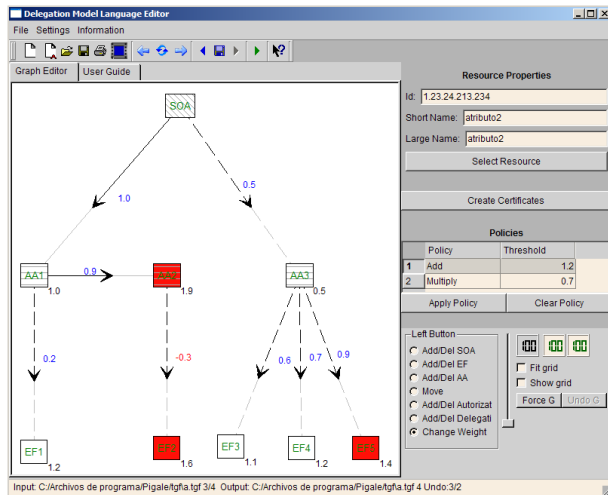 Delegation Model Language Editor
File Settings Information
Graph Editor User Guide
SOA
1.0
0.5
AA1
1.0
0.9
1.9
AA3
0.5
0.2
-0.3
0.6
0.7
0.9
EF1
1.2
1.6
EF3
1.1
EF4
1.2
1.4
Resource Properties
Id: 1.23.24.213.234
Short Name: atributo2
Large Name: atributo2
Select Resource
Create Certificates
Policies
Policy Threshold
1 Add 1.2
2 Multiply 0.7
Apply Policy Clear Policy
Left Button
Add/Del SOA
Add/Del EF
Add/Del AA
Move
Add/Del Autorizat
Add/Del Delegati
Change Weight
100 100 100
Fit grid
Show grid
Force G Undo G
Input: C:/Archivos de programa/Pigale/tgf\a.tgf 3/4 Output: C:/Archivos de programa/Pigale/tgf\a.tgf 4 Undo:3/2